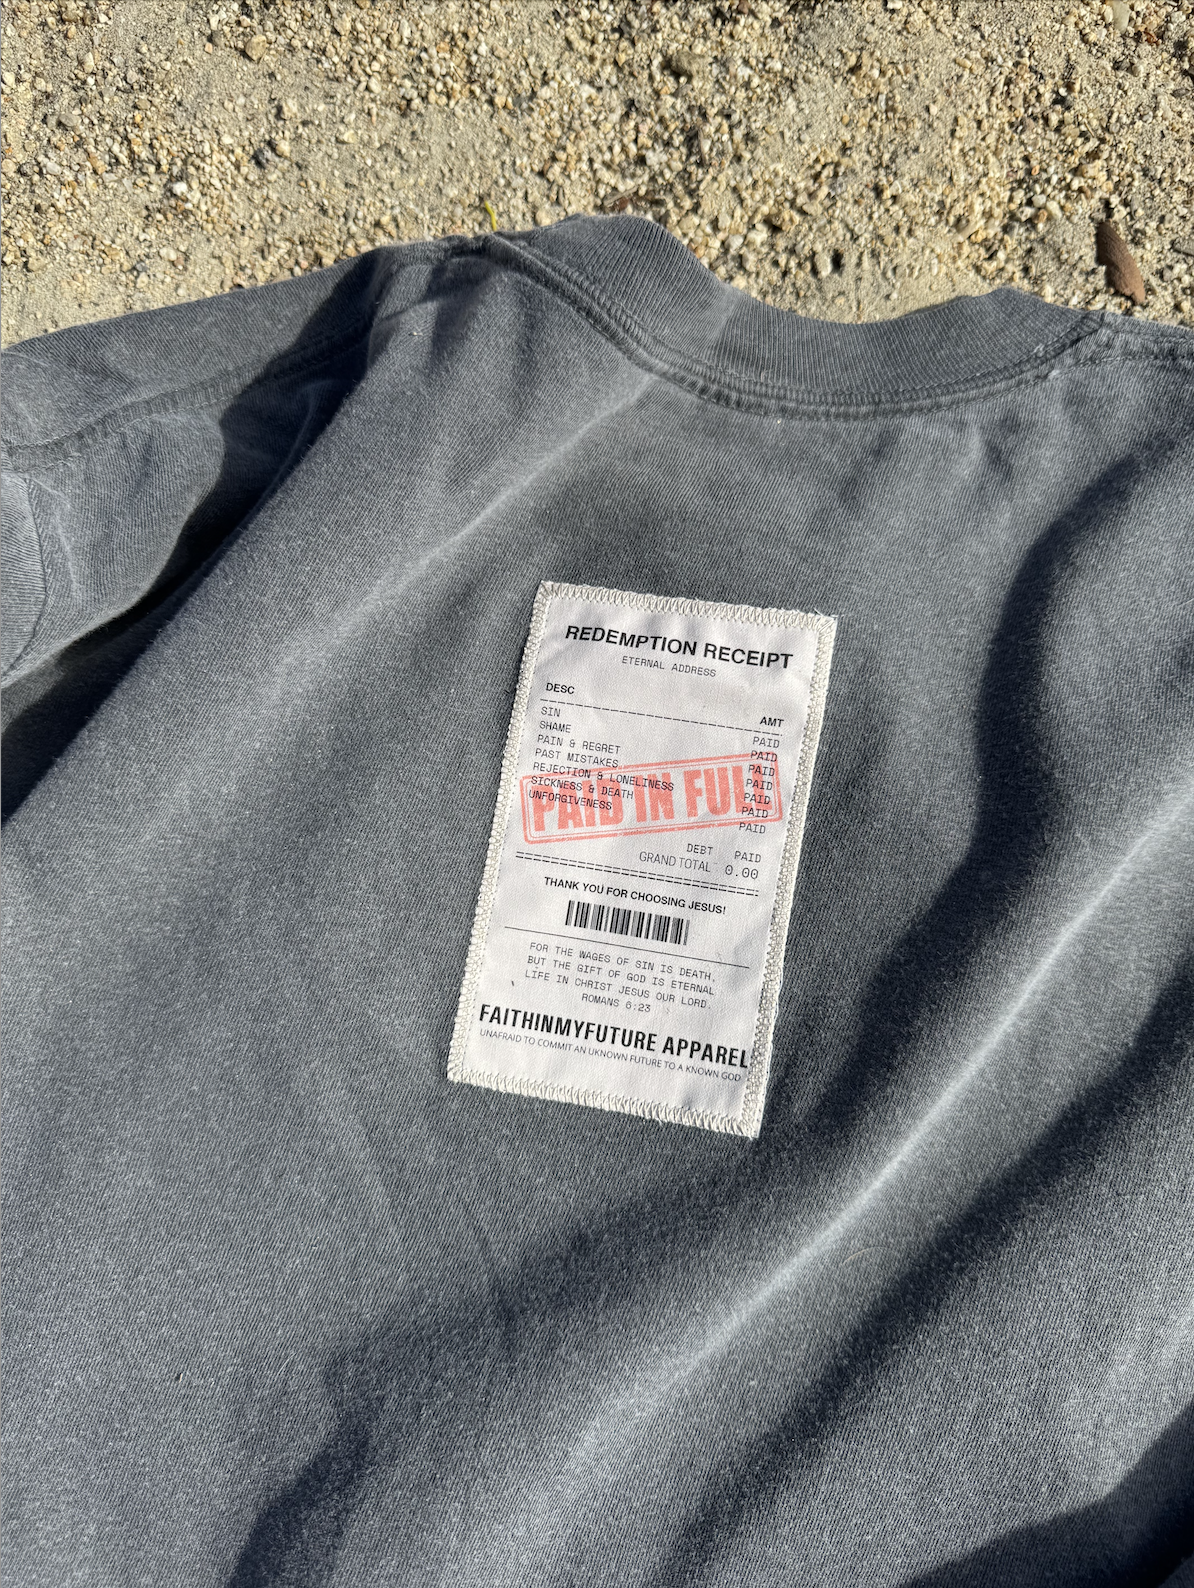 REDEMPTION RECEIPT
ETERNAL ADDRESS
DESC AMT
SIN PAID
SHAME PAID
PAIN & REGRET PAID
PAST MISTAKES PAID
REJECTION & LONELINESS PAID
SICKNESS & DEATH PAID
UNFORGIVENESS PAID
PAID IN FULL
DEBT PAID
GRAND TOTAL 0.00
THANK YOU FOR CHOOSING JESUS!
FOR THE WAGES OF SIN IS DEATH,
BUT THE GIFT OF GOD IS ETERNAL
LIFE IN CHRIST JESUS OUR LORD.
ROMANS 6:23
FAITHINMYFUTURE APPAREL
UNAFRAID TO COMMIT AN UKNOWN FUTURE TO A KNOWN GOD